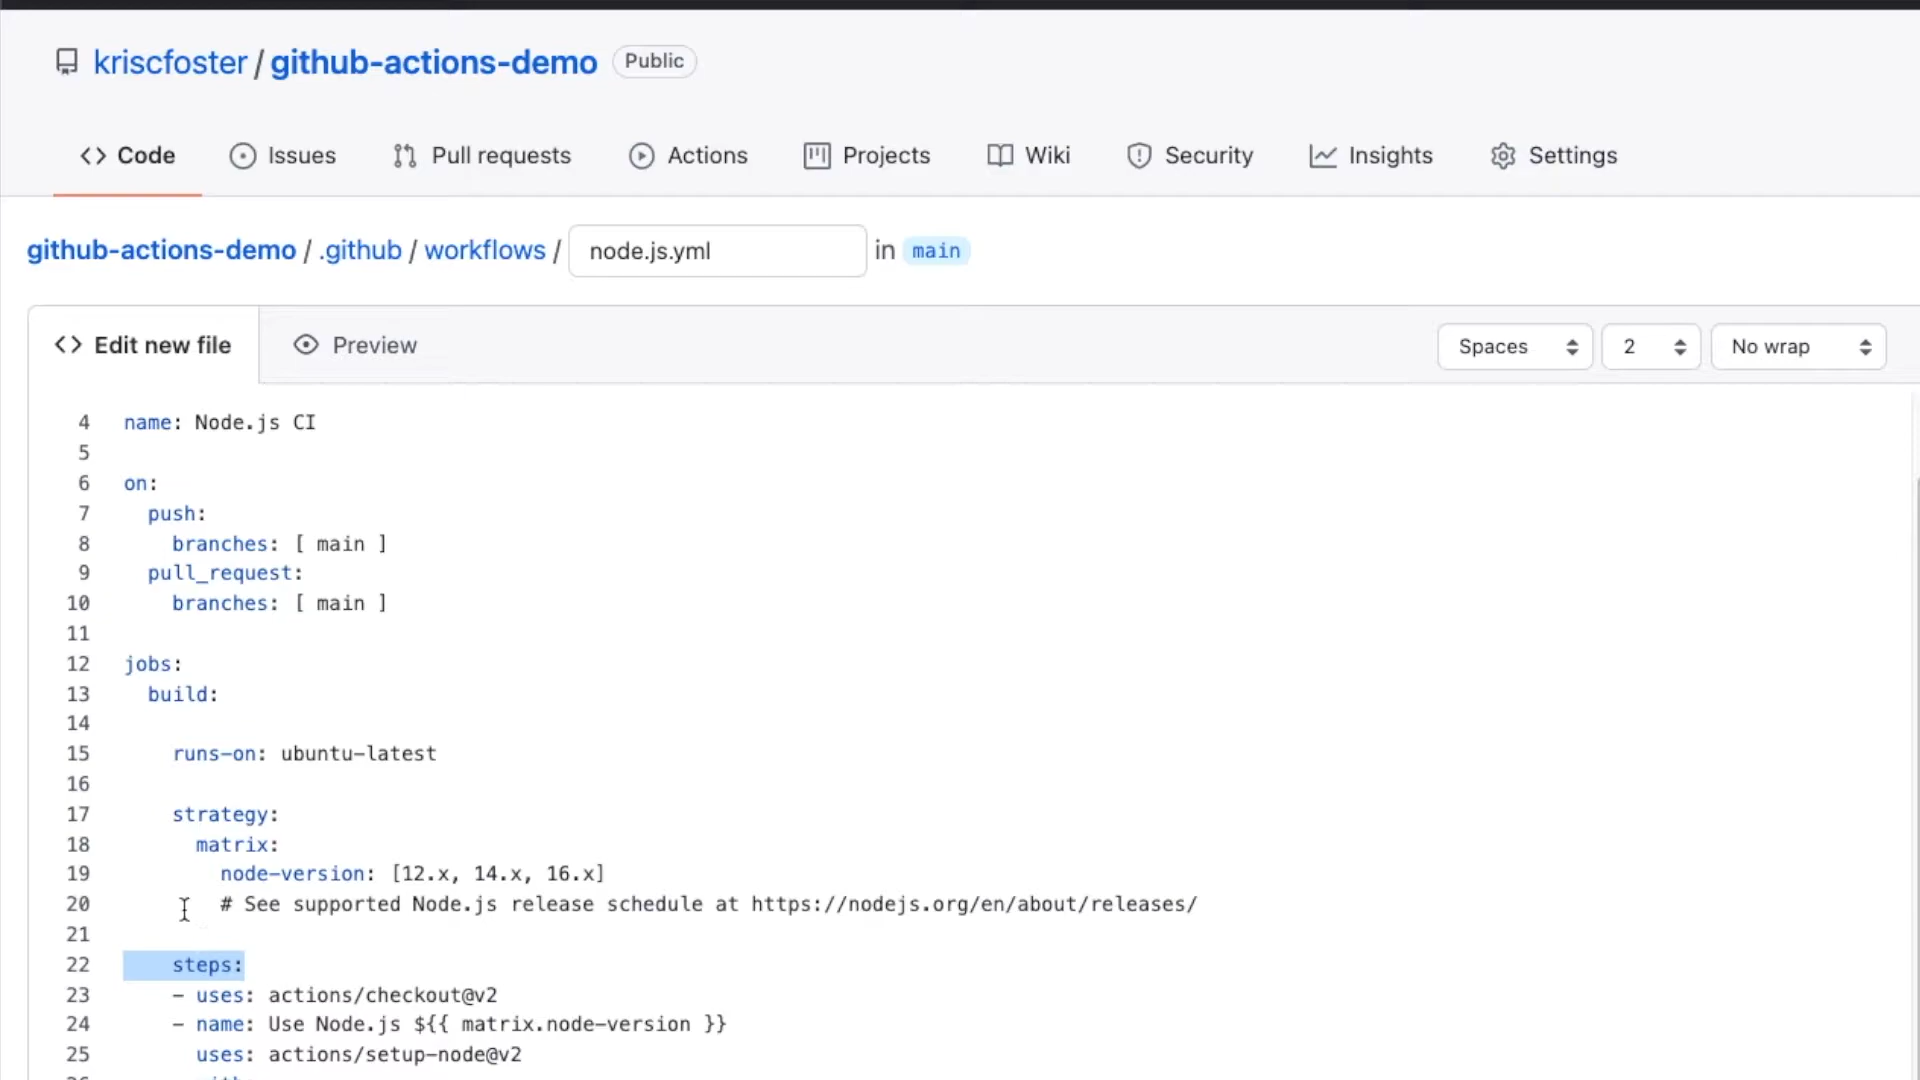 kriscfoster / github-actions-demo Public
Code Issues Pull requests Actions Projects Wiki Security Insights Settings
github-actions-demo / .github / workflows / node.js.yml in main
Edit new file Preview Spaces 2 No wrap
4 name: Node.js CI
5
6 on:
7 push:
8 branches: [ main ]
9 pull_request:
10 branches: [ main ]
11
12 jobs:
13 build:
14
15 runs-on: ubuntu-latest
16
17 strategy:
18 matrix:
19 node-version: [12.x, 14.x, 16.x]
20 # See supported Node.js release schedule at https://nodejs.org/en/about/releases/
21
22 steps:
23 - uses: actions/checkout@v2
24 - name: Use Node.js ${{ matrix.node-version }}
25 uses: actions/setup-node@v2